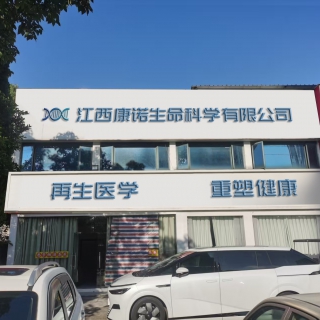 江西康诺生命科学有限公司
再生医学 重塑健康